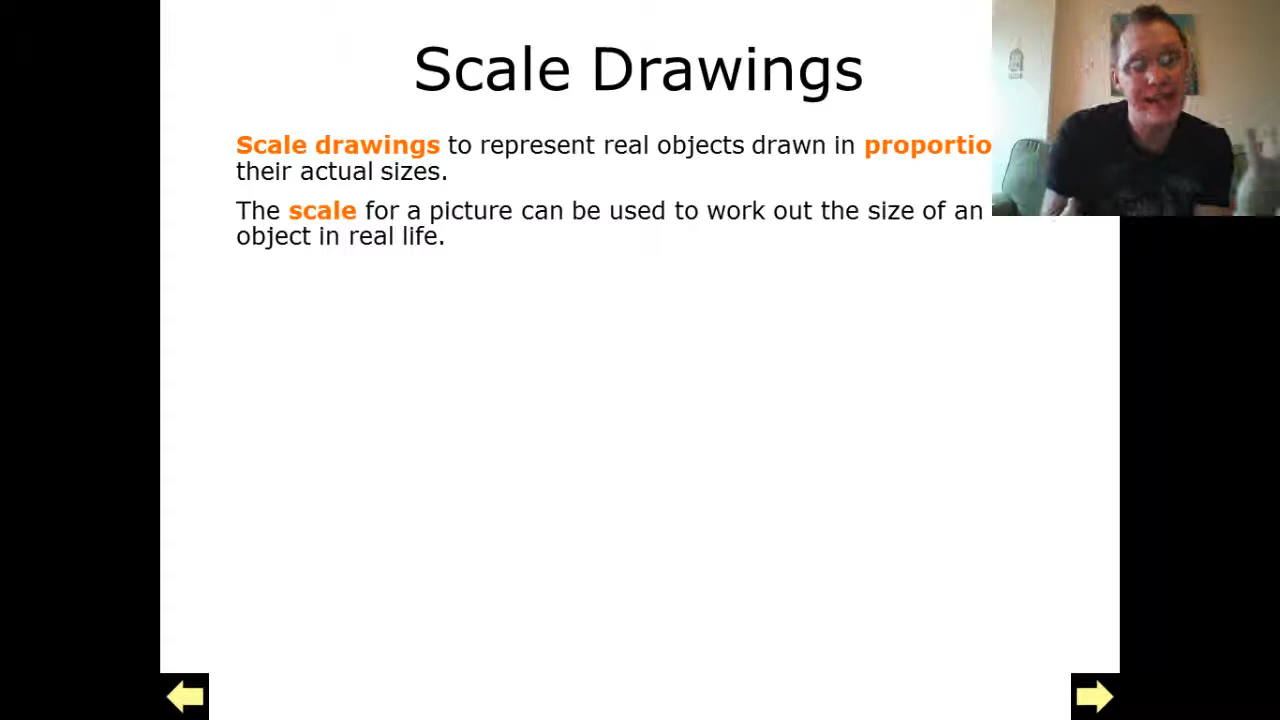 Scale Drawings
Scale drawings to represent real objects drawn in
their actual sizes.
The scale for a picture can be used to work out the size of an
object in real life.